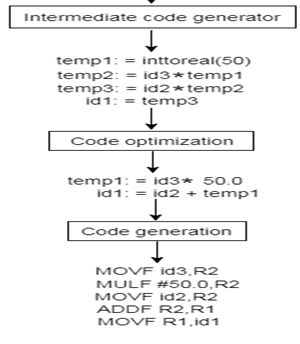 Intermediate code generator
temp1: = inttoreal(50)
temp2: = id3*temp1
temp3: = id2*temp2
id1: = temp3
Code optimization
temp1: = id3* 50.0
id1: = id2 + temp1
Code generation
MOVF id3,R2
MULF #50.0,R2
MOVF id2,R2
ADDF R2,R1
MOVF R1,id1